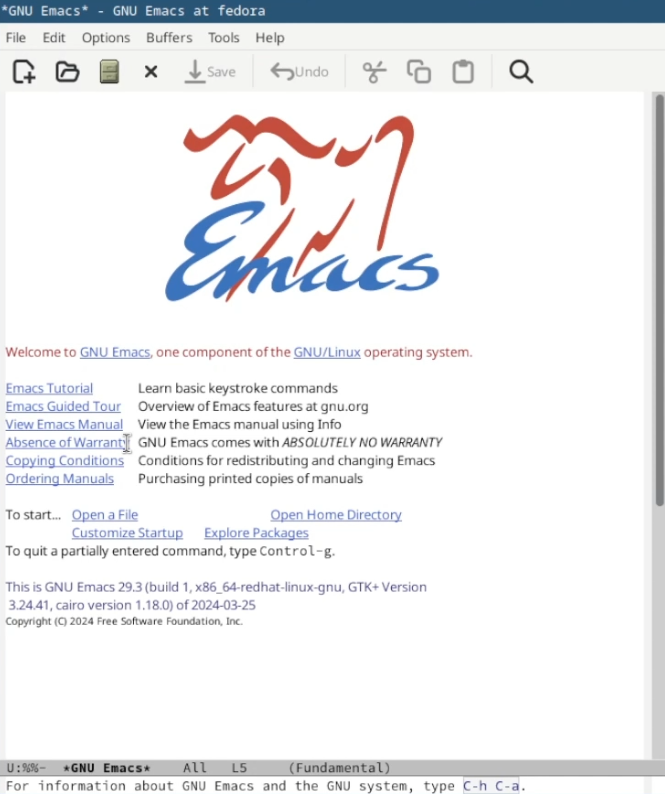 *GNU Emacs* - GNU Emacs at fedora
File Edit Options Buffers Tools Help
Save Undo
Emacs
Welcome to GNU Emacs, one component of the GNU/Linux operating system.
Emacs Tutorial Learn basic keystroke commands
Emacs Guided Tour Overview of Emacs features at gnu.org
View Emacs Manual View the Emacs manual using Info
Absence of Warranty GNU Emacs comes with ABSOLUTELY NO WARRANTY
Copying Conditions Conditions for redistributing and changing Emacs
Ordering Manuals Purchasing printed copies of manuals
To start... Open a File Open Home Directory
Customize Startup Explore Packages
To quit a partially entered command, type Control-g.
This is GNU Emacs 29.3 (build 1, x86_64-redhat-linux-gnu, GTK+ Version
3.24.41, cairo version 1.18.0) of 2024-03-25
Copyright (C) 2024 Free Software Foundation, Inc.
U:%%- *GNU Emacs* All L5 (Fundamental)
For information about GNU Emacs and the GNU system, type C-h C-a.